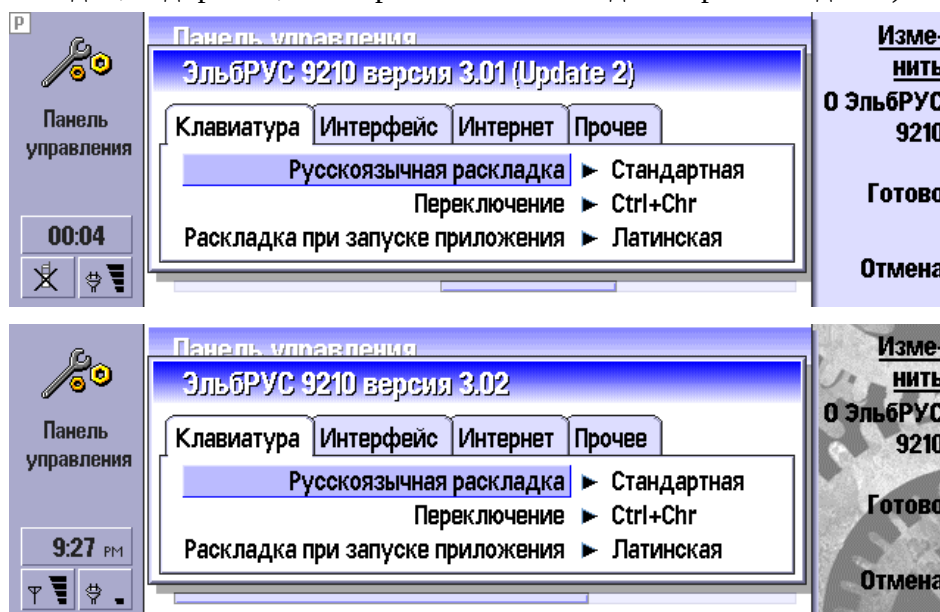 P
Панель управления
ЭльбРУС 9210 версия 3.01 (Update 2)
Панель
управления
Клавиатура Интерфейс Интернет Прочее
Русскоязычная раскладка ► Стандартная
Переключение ► Ctrl+Chr
Раскладка при запуске приложения ► Латинская
00:04
Изме-
нить
О ЭльбРУС
9210
Готово
Отмена
Панель управления
ЭльбРУС 9210 версия 3.02
Панель
управления
Клавиатура Интерфейс Интернет Прочее
Русскоязычная раскладка ► Стандартная
Переключение ► Ctrl+Chr
Раскладка при запуске приложения ► Латинская
9:27 PM
Изме-
нить
О ЭльбРУС
9210
Готово
Отмена